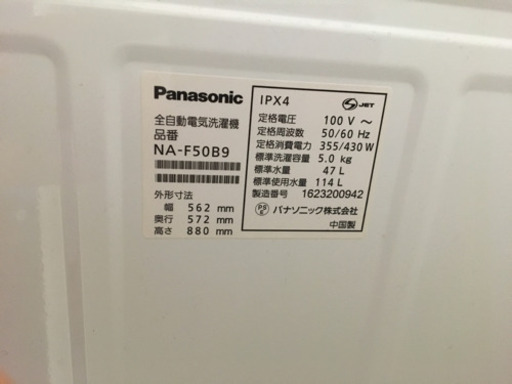 Panasonic
全自動電気洗濯機
品番
NA-F50B9
外形寸法
幅 562 mm
奥行 572 mm
高さ 880 mm
IPX4
JET
定格電圧 100 V ~
定格周波数 50/60 Hz
定格消費電力 355/430 W
標準洗濯容量 5.0 kg
標準水量 47 L
標準使用水量 114 L
製造番号 1623200942
PS E パナソニック株式会社
中国製